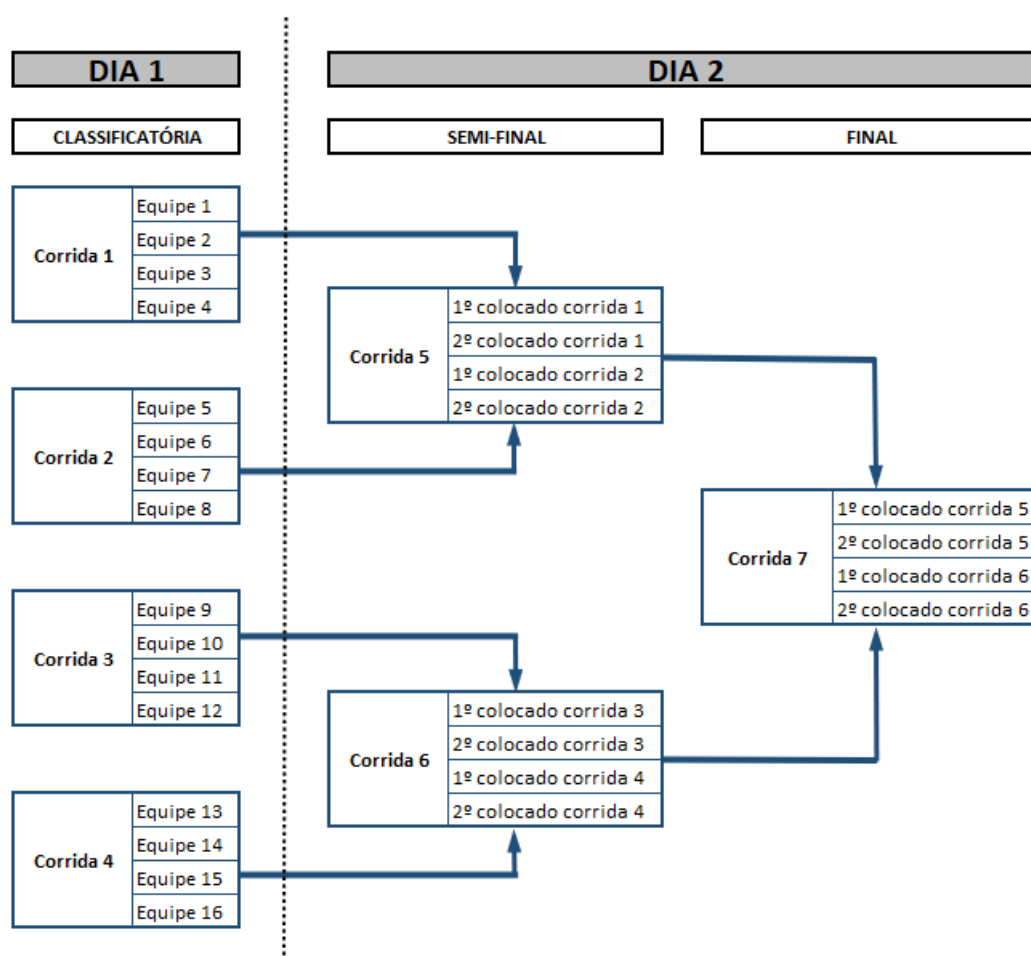 DIA 1
DIA 2
CLASSIFICATÓRIA
SEMI-FINAL
FINAL
Corrida 1
Equipe 1
Equipe 2
Equipe 3
Equipe 4
Corrida 2
Equipe 5
Equipe 6
Equipe 7
Equipe 8
Corrida 3
Equipe 9
Equipe 10
Equipe 11
Equipe 12
Corrida 4
Equipe 13
Equipe 14
Equipe 15
Equipe 16
Corrida 5
1º colocado corrida 1
2º colocado corrida 1
1º colocado corrida 2
2º colocado corrida 2
Corrida 6
1º colocado corrida 3
2º colocado corrida 3
1º colocado corrida 4
2º colocado corrida 4
Corrida 7
1º colocado corrida 5
2º colocado corrida 5
1º colocado corrida 6
2º colocado corrida 6